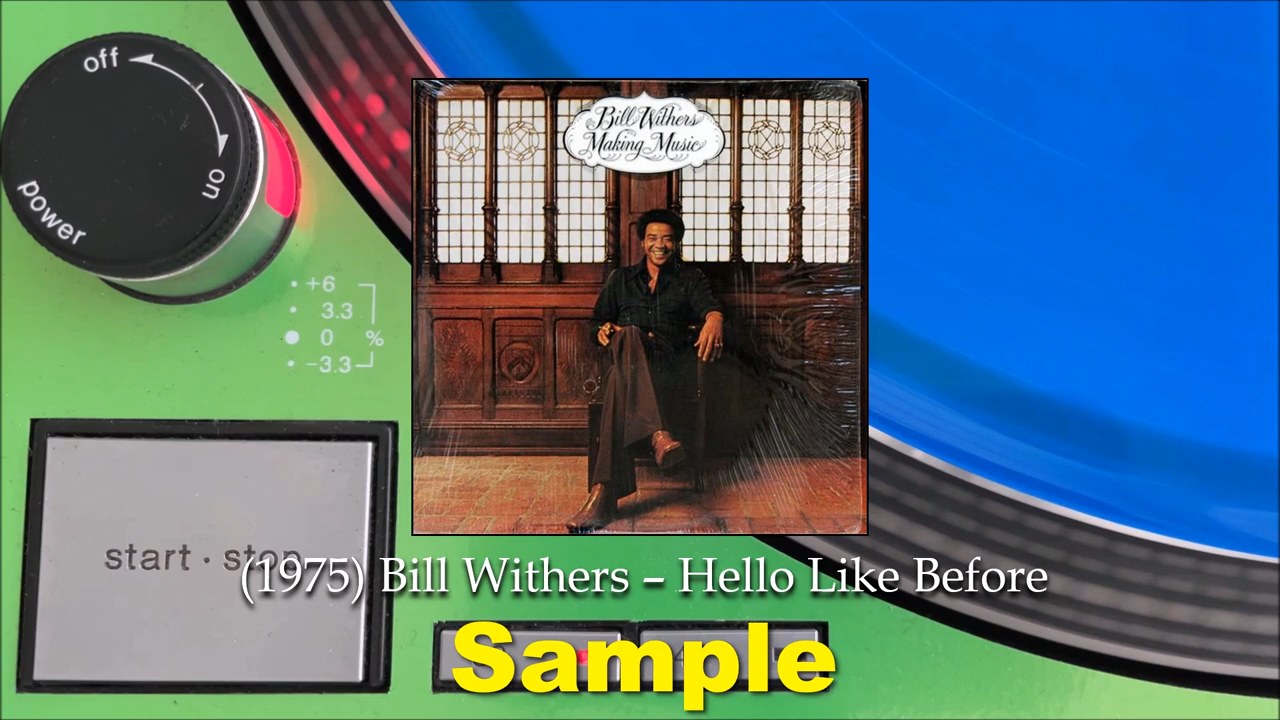 off
on
power
Bill Withers
Making Music
+6
3.3
0 %
−3.3
start · stop
(1975) Bill Withers – Hello Like Before
Sample